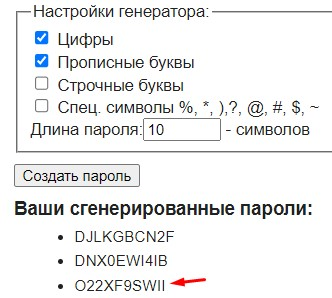 Настройки генератора:
Цифры
Прописные буквы
Строчные буквы
Спец. символы %, *, ),?, @, #, $, ~
Длина пароля: 10 - символов
Создать пароль
Ваши сгенерированные пароли:
DJLKGBCN2F
DNX0EWI4IB
O22XF9SWII